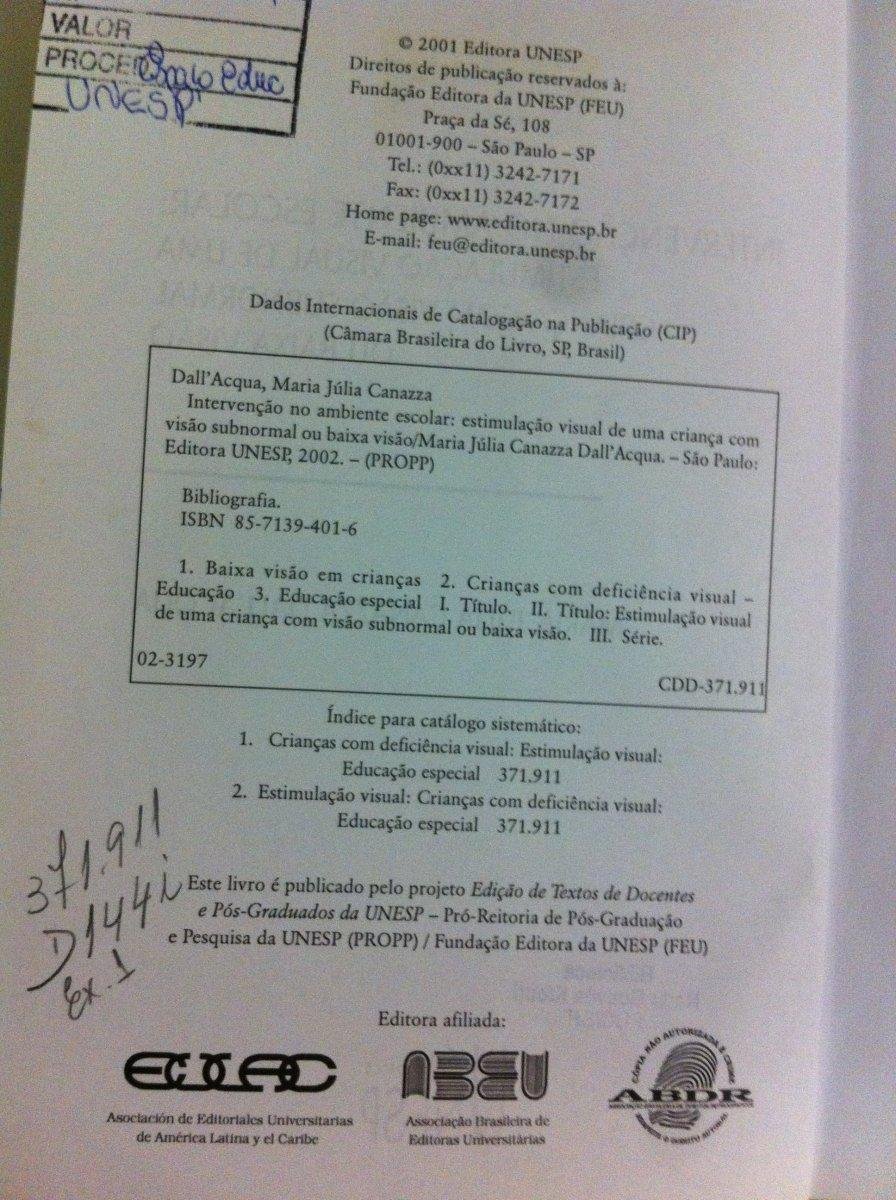 VALOR
PROCE
educ
UNESP
© 2001 Editora UNESP
Direitos de publicação reservados à:
Fundação Editora da UNESP (FEU)
Praça da Sé, 108
01001-900 – São Paulo – SP
Tel.: (0xx11) 3242-7171
Fax: (0xx11) 3242-7172
Home page: www.editora.unesp.br
E-mail: feu@editora.unesp.br
Dados Internacionais de Catalogação na Publicação (CIP)
(Câmara Brasileira do Livro, SP, Brasil)
Dall'Acqua, Maria Júlia Canazza
Intervenção no ambiente escolar: estimulação visual de uma criança com
visão subnormal ou baixa visão/Maria Júlia Canazza Dall'Acqua. – São Paulo:
Editora UNESP, 2002. – (PROPP)
Bibliografia.
ISBN 85-7139-401-6
1. Baixa visão em crianças 2. Crianças com deficiência visual –
Educação 3. Educação especial I. Título. II. Título: Estimulação visual
de uma criança com visão subnormal ou baixa visão. III. Série.
02-3197
CDD-371.911
Índice para catálogo sistemático:
1. Crianças com deficiência visual: Estimulação visual:
Educação especial 371.911
2. Estimulação visual: Crianças com deficiência visual:
Educação especial 371.911
371.911
D144i
Ex.1
Este livro é publicado pelo projeto Edição de Textos de Docentes
e Pós-Graduados da UNESP – Pró-Reitoria de Pós-Graduação
e Pesquisa da UNESP (PROPP) / Fundação Editora da UNESP (FEU)
Editora afiliada:
EULAC
Asociación de Editoriales Universitarias
de América Latina y el Caribe
ABEU
Associação Brasileira de
Editoras Universitárias
CÓPIA NÃO AUTORIZADA É CRIME
ABDR
RESPEITE O DIREITO AUTORAL